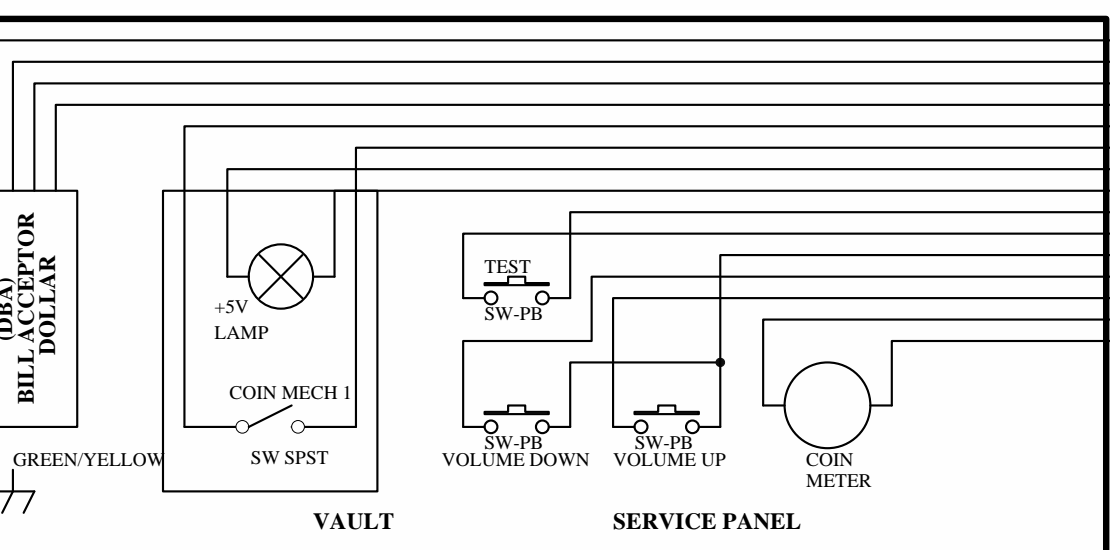 (DBA)
BILL ACCEPTOR
DOLLAR
GREEN/YELLOW
+5V
LAMP
COIN MECH 1
SW SPST
VAULT
TEST
SW-PB
SW-PB
VOLUME DOWN
SW-PB
VOLUME UP
COIN
METER
SERVICE PANEL